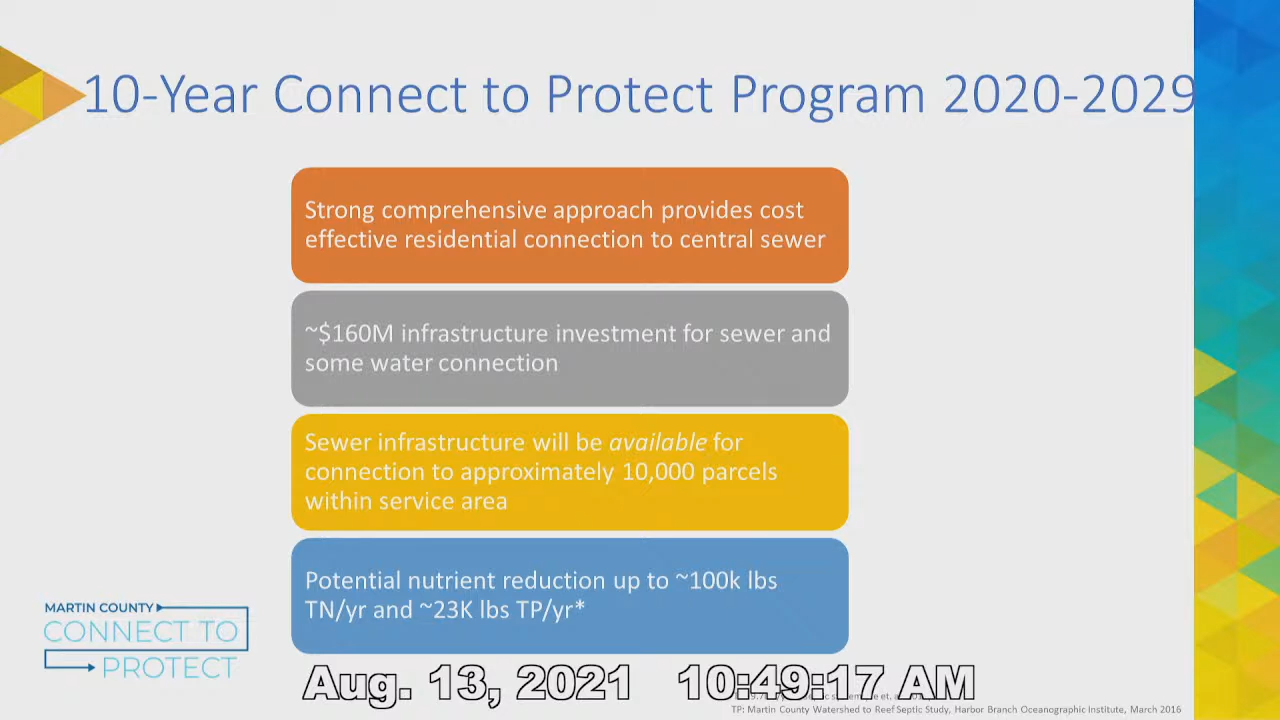 10-Year Connect to Protect Program 2020-2029
Strong comprehensive approach provides cost
effective residential connection to central sewer
~$160M infrastructure investment for sewer and
some water connection
Sewer infrastructure will be available for
connection to approximately 10,000 parcels
within service area
Potential nutrient reduction up to ~100k lbs
TN/yr and ~23K lbs TP/yr*
MARTIN COUNTY
CONNECT TO
PROTECT
Aug. 13, 2021 10:49:17 AM
TP: Martin County Watershed to Reef Septic Study, Harbor Branch Oceanographic Institute, March 2016